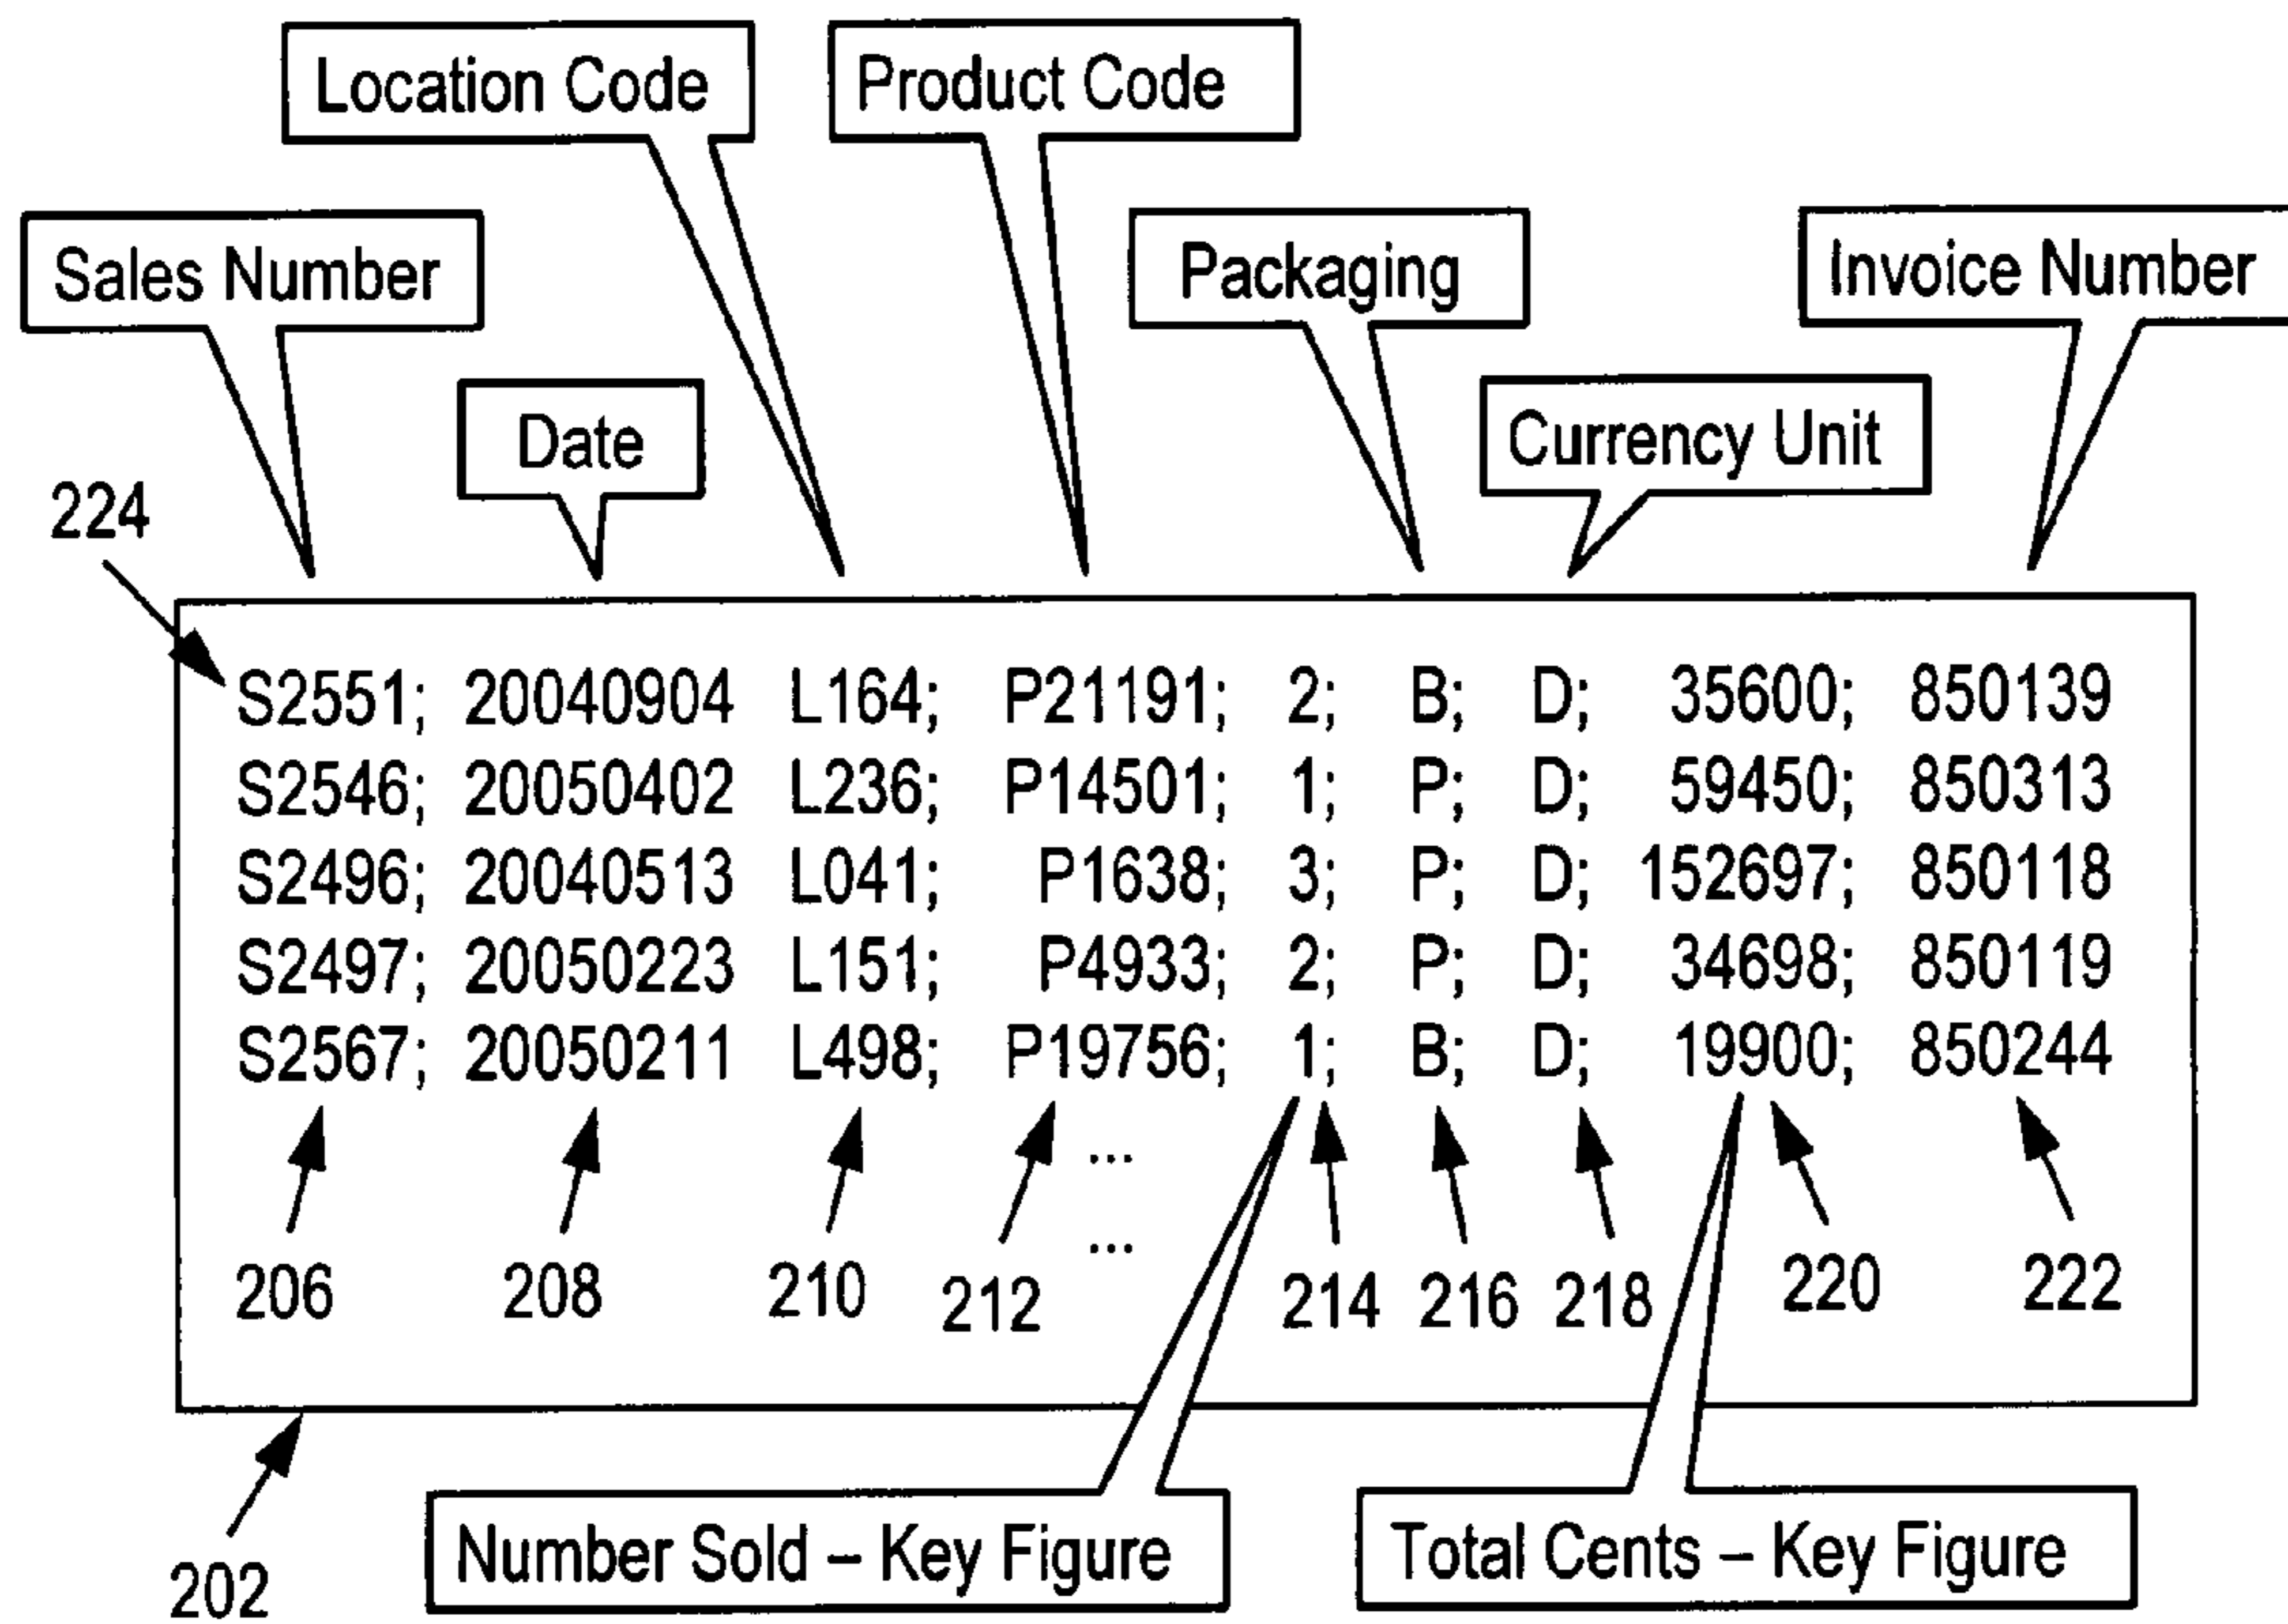 Location Code Product Code
Sales Number Packaging Invoice Number
Date Currency Unit
224
S2551; 20040904 L164; P21191; 2; B; D; 35600; 850139
S2546; 20050402 L236; P14501; 1; P; D; 59450; 850313
S2496; 20040513 L041; P1638; 3; P; D; 152697; 850118
S2497; 20050223 L151; P4933; 2; P; D; 34698; 850119
S2567; 20050211 L498; P19756; 1; B; D; 19900; 850244
...
...
206 208 210 212 214 216 218 220 222
202
Number Sold – Key Figure Total Cents – Key Figure